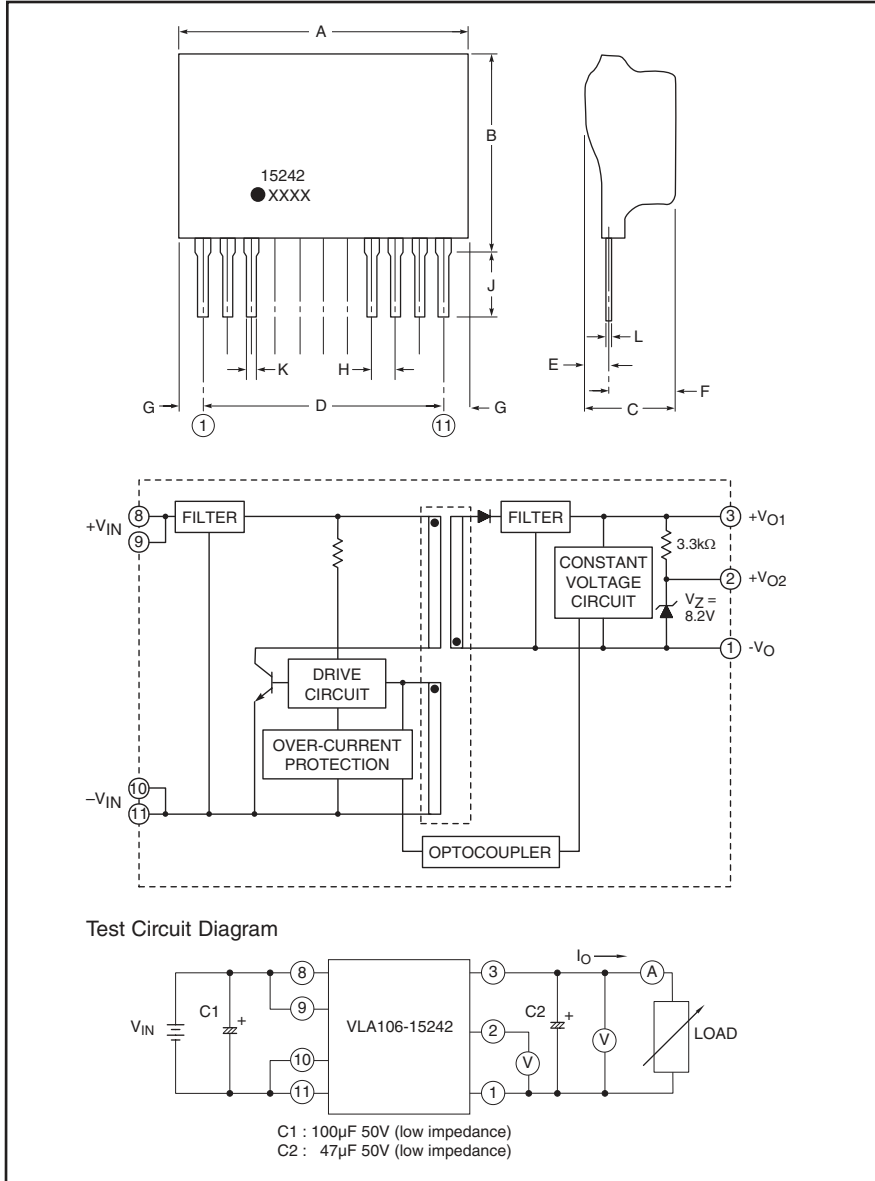 A
B
15242
●XXXX
J
K
H
L
E
G
D
G
C
F
1
11
8
+VIN
9
FILTER
FILTER
3
+VO1
3.3kΩ
CONSTANT
VOLTAGE
CIRCUIT
2
+VO2
VZ =
8.2V
1
-VO
DRIVE
CIRCUIT
OVER-CURRENT
PROTECTION
10
–VIN
11
OPTOCOUPLER
Test Circuit Diagram
IO
8
3
A
C1
+
9
C2
+
VIN
VLA106-15242
2
V
V
LOAD
10
11
1
C1 : 100µF 50V (low impedance)
C2 : 47µF 50V (low impedance)